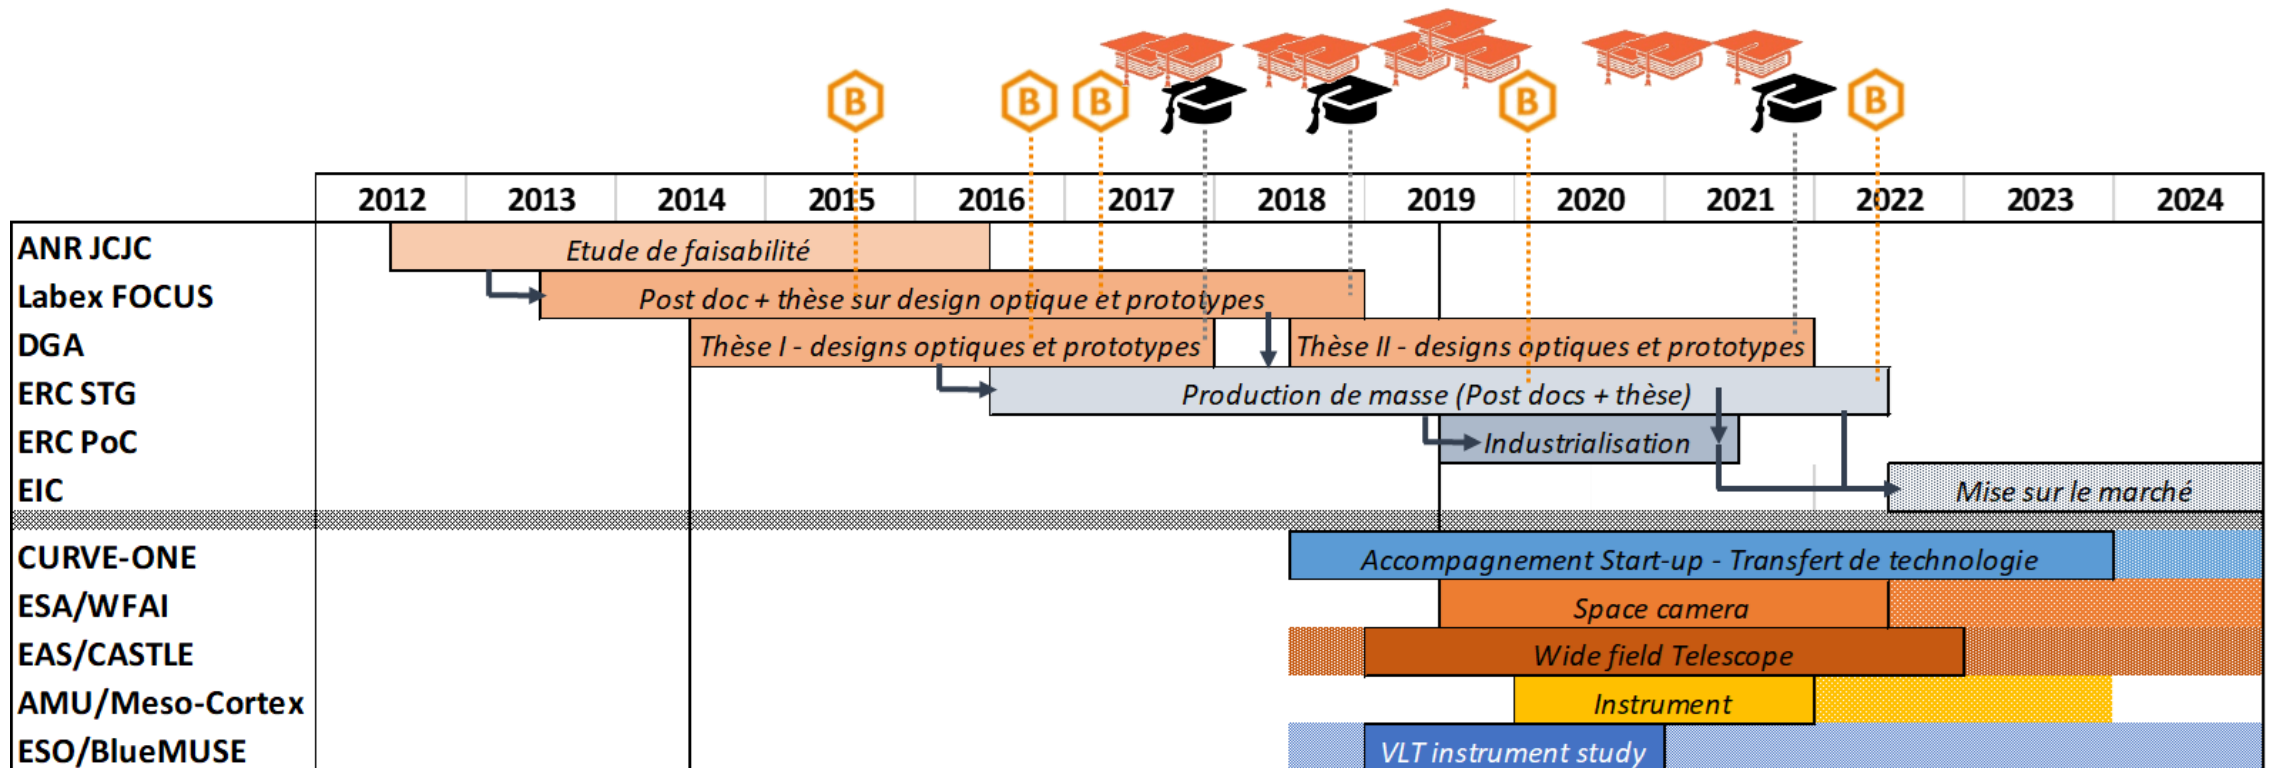 B B B B B
2012 2013 2014 2015 2016 2017 2018 2019 2020 2021 2022 2023 2024
ANR JCJC Etude de faisabilité
Labex FOCUS Post doc + thèse sur design optique et prototypes
DGA Thèse I - designs optiques et prototypes Thèse II - designs optiques et prototypes
ERC STG Production de masse (Post docs + thèse)
ERC PoC Industrialisation
EIC Mise sur le marché
CURVE-ONE Accompagnement Start-up - Transfert de technologie
ESA/WFAI Space camera
EAS/CASTLE Wide field Telescope
AMU/Meso-Cortex Instrument
ESO/BlueMUSE VLT instrument study